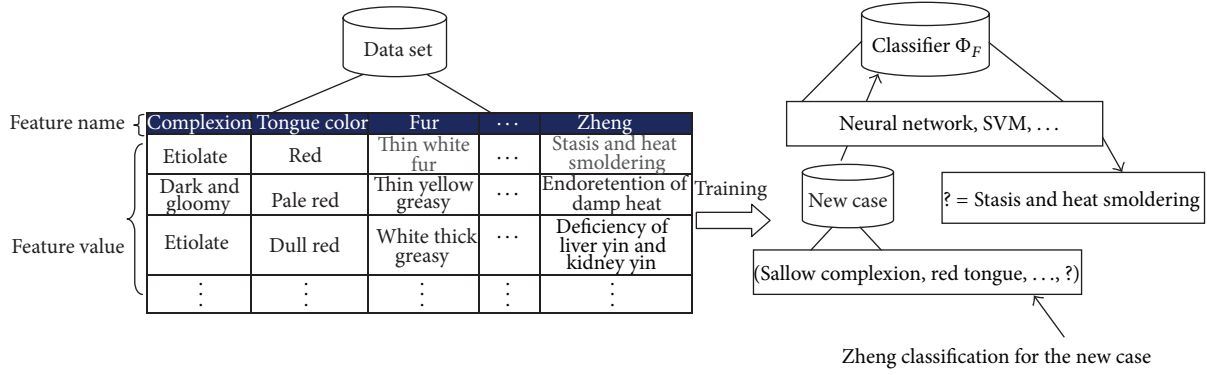 Data set
Feature name
Complexion Tongue color Fur ... Zheng
Feature value
Etiolate Red Thin white fur ... Stasis and heat smoldering
Dark and gloomy Pale red Thin yellow greasy ... Endoretention of damp heat
Etiolate Dull red White thick greasy ... Deficiency of liver yin and kidney yin
⋮ ⋮ ⋮ ⋮ ⋮
Training
Classifier Φ_F
Neural network, SVM, ...
New case
? = Stasis and heat smoldering
(Sallow complexion, red tongue, ..., ?)
Zheng classification for the new case